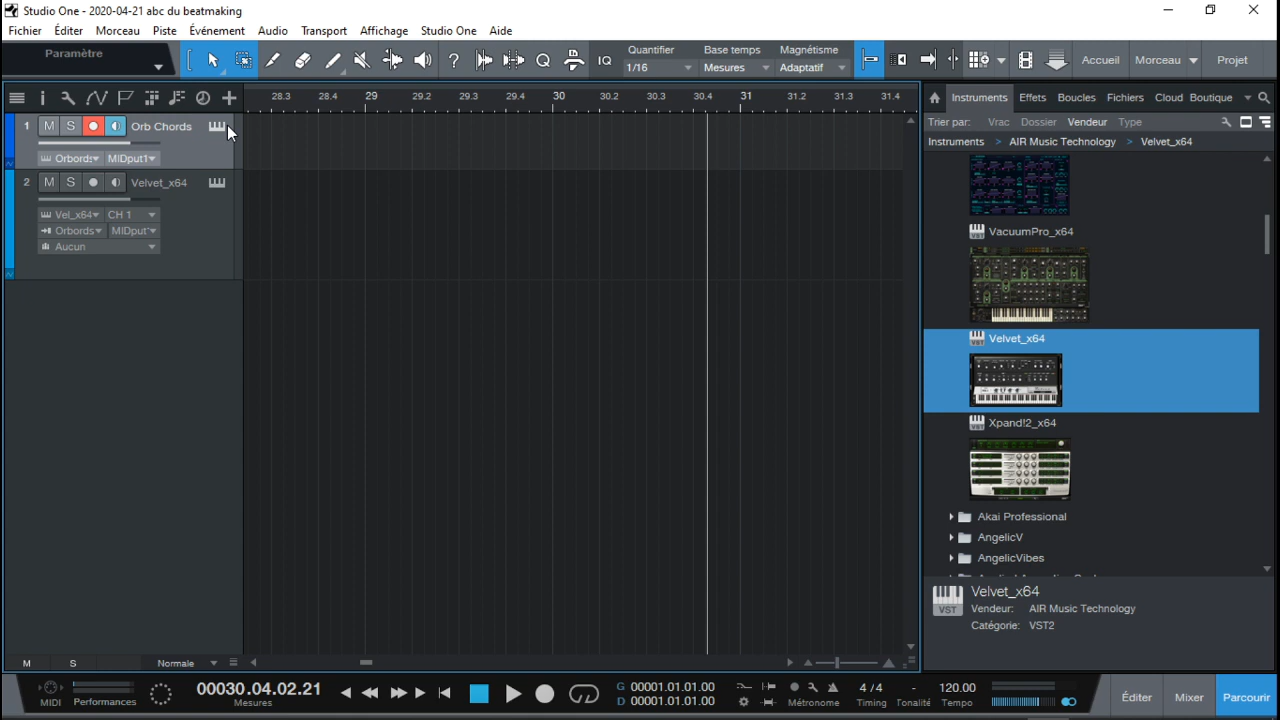 Studio One - 2020-04-21 abc du beatmaking
Fichier Éditer Morceau Piste Événement Audio Transport Affichage Studio One Aide
Paramètre
IQ
Quantifier Base temps Magnétisme
1/16 Mesures Adaptatif
Accueil Morceau Projet
28.3 28.4 29 29.2 29.3 29.4 30 30.2 30.3 30.4 31 31.2 31.3 31.4
Instruments Effets Boucles Fichiers Cloud Boutique
Trier par: Vrac Dossier Vendeur Type
Instruments > AIR Music Technology > Velvet_x64
1 M S Orb Chords
Orbords MIDput1
2 M S Velvet_x64
Vel_x64 CH 1
Orbords MIDput
Aucun
VacuumPro_x64
Velvet_x64
Xpand!2_x64
Akai Professional
AngelicV
AngelicVibes
VST
Velvet_x64
Vendeur: AIR Music Technology
Catégorie: VST2
M S Normale
MIDI Performances
00030.04.02.21
Mesures
G 00001.01.01.00
D 00001.01.01.00
Métronome
4 / 4 - 120.00
Timing Tonalité Tempo
Éditer Mixer Parcourir